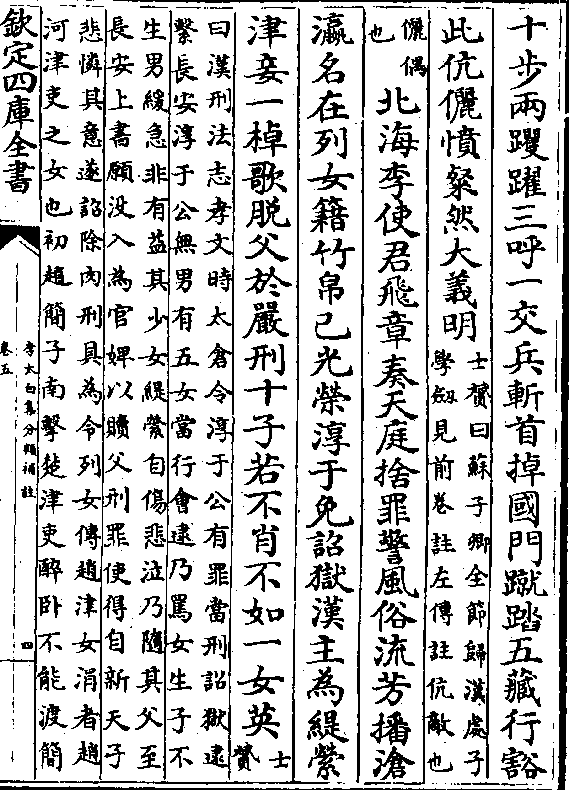 十步兩躩躍三呼一交兵斬首掉國門蹴踏五藏行豁
此伉儷憤粲然大義明士贇曰蘇子卿全節歸漢處子
學劔見前卷註左傳註伉敵也
儷偶
也
北海李使君飛章奏天庭捨罪警風俗流芳播滄
瀛名在列女籍竹帛已光榮淳于免詔獄漢主為緹縈
津妾一棹歌脫父於嚴刑十子若不肖不如一女英士
贇
曰漢刑法志孝文時太倉令淳于公有罪當刑詔獄逮
繫長安淳于公無男有五女當行會逮乃罵女生子不
生男緩急非有益其少女緹縈自傷悲泣乃隨其父至
長安上書願没入為官婢以贖父刑罪使得自新天子
悲憐其意遂詔除肉刑具為令列女傳趙津女涓者趙
河津吏之女也初趙簡子南擊楚津吏醉卧不能渡簡
欽定四庫全書
李太白集分類補註
卷五
四